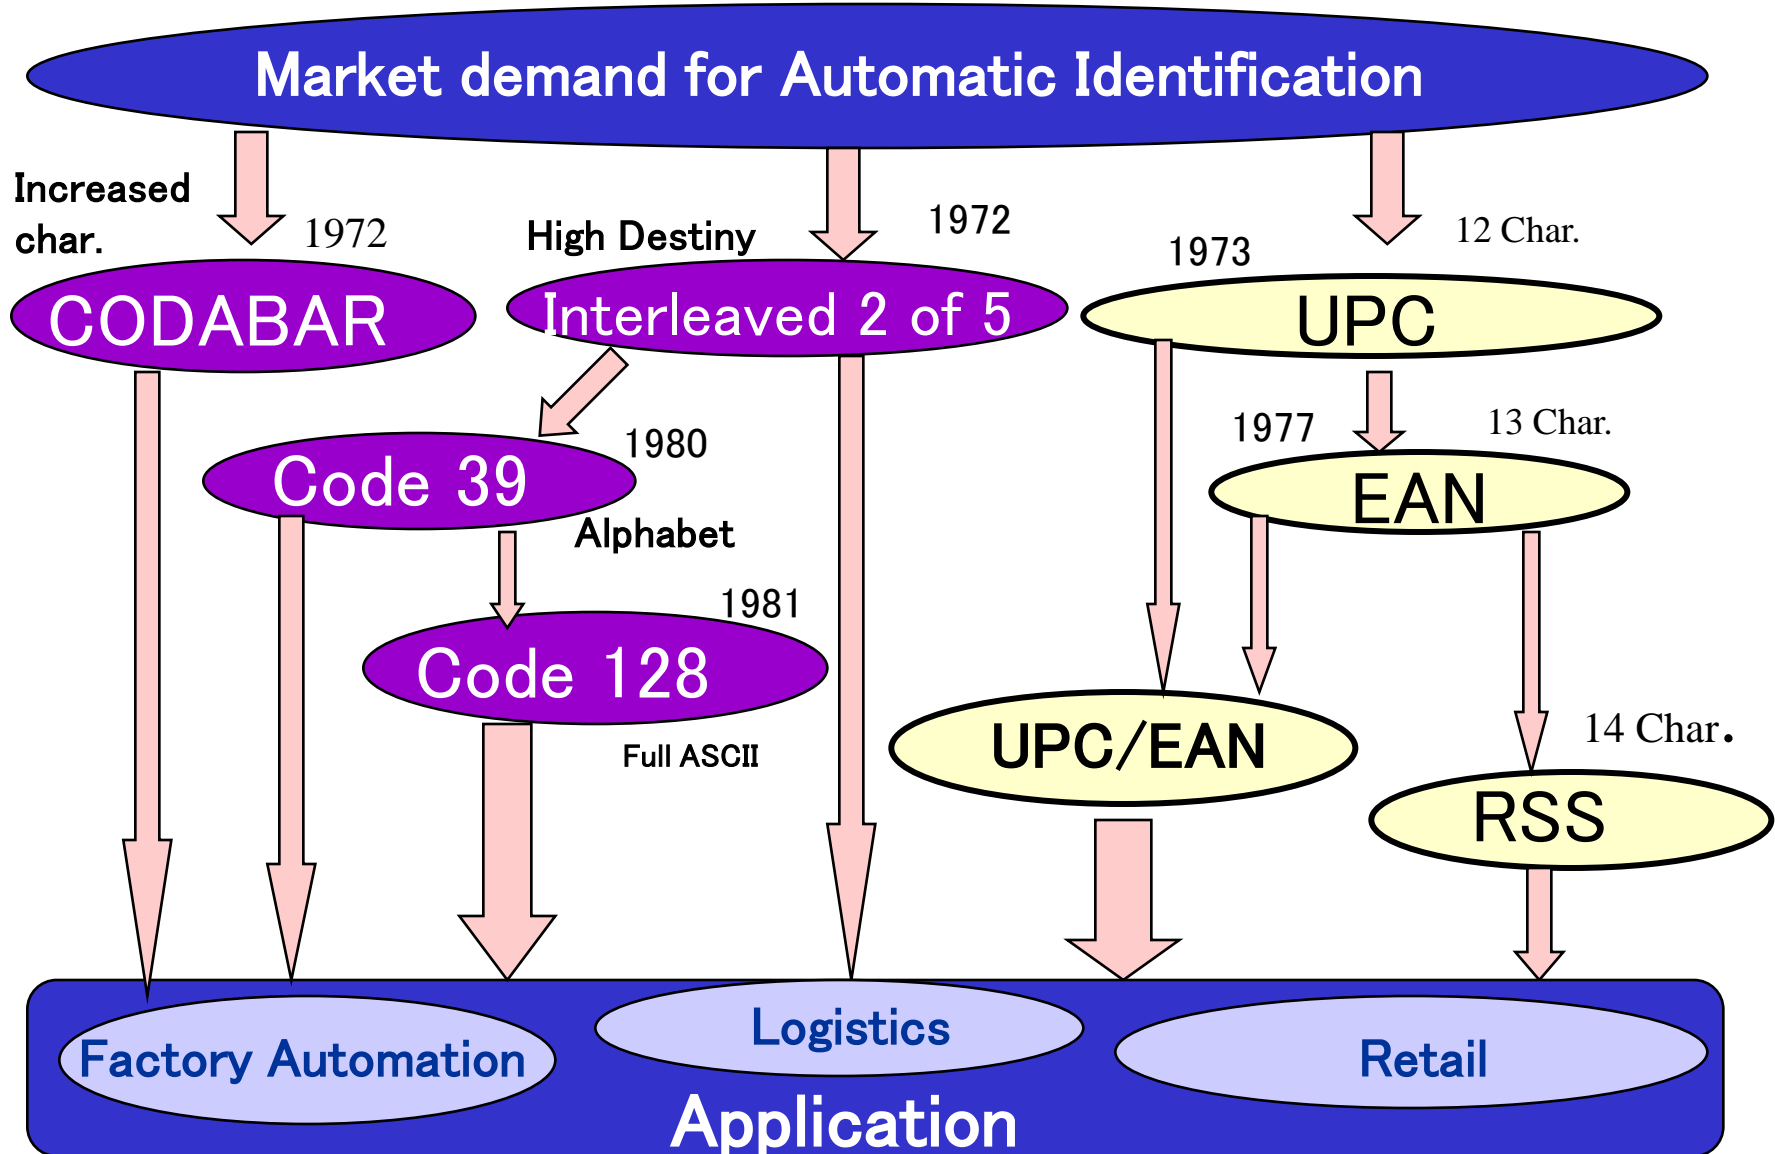 Market demand for Automatic Identification
Increased
char.
1972
High Destiny
1972
1973
12 Char.
CODABAR
Interleaved 2 of 5
UPC
1980
1977
13 Char.
Code 39
EAN
Alphabet
1981
Code 128
Full ASCII
UPC/EAN
14 Char.
RSS
Factory Automation
Logistics
Retail
Application